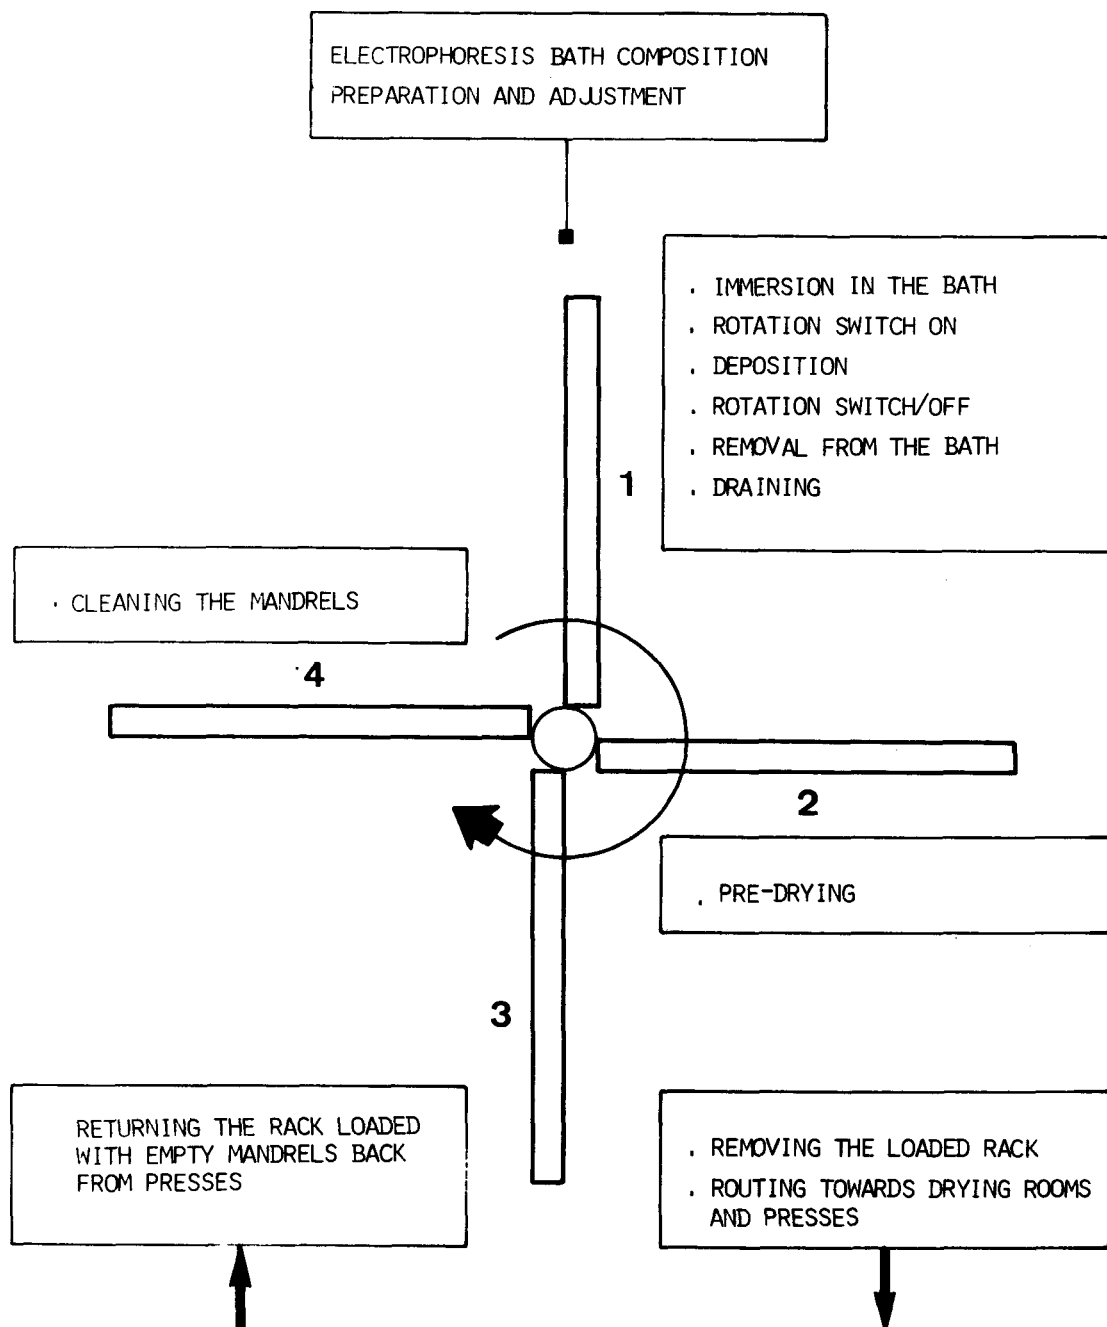 ELECTROPHORESIS BATH COMPOSITION
PREPARATION AND ADJUSTMENT
. IMMERSION IN THE BATH
. ROTATION SWITCH ON
. DEPOSITION
. ROTATION SWITCH/OFF
. REMOVAL FROM THE BATH
. DRAINING
1
. CLEANING THE MANDRELS
4
2
. PRE-DRYING
3
RETURNING THE RACK LOADED
WITH EMPTY MANDRELS BACK
FROM PRESSES
. REMOVING THE LOADED RACK
. ROUTING TOWARDS DRYING ROOMS
AND PRESSES